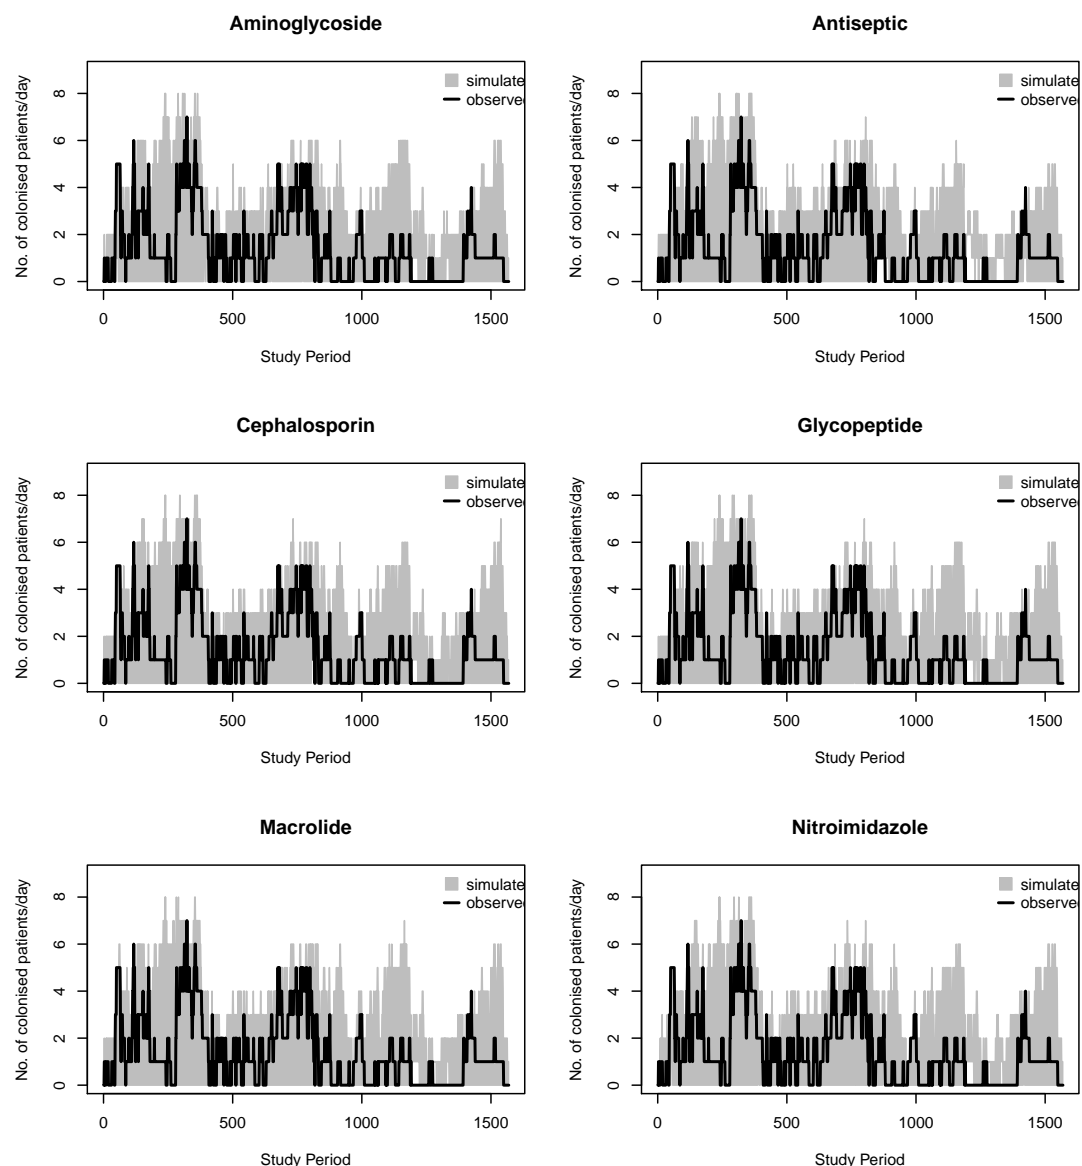 Aminoglycoside
No. of colonised patients/day
8
6
4
2
0
simulate
observe
0 500 1000 1500
Study Period
Antiseptic
No. of colonised patients/day
8
6
4
2
0
simulate
observe
0 500 1000 1500
Study Period
Cephalosporin
No. of colonised patients/day
8
6
4
2
0
simulate
observe
0 500 1000 1500
Study Period
Glycopeptide
No. of colonised patients/day
8
6
4
2
0
simulate
observe
0 500 1000 1500
Study Period
Macrolide
No. of colonised patients/day
8
6
4
2
0
simulate
observe
0 500 1000 1500
Study Period
Nitroimidazole
No. of colonised patients/day
8
6
4
2
0
simulate
observe
0 500 1000 1500
Study Period